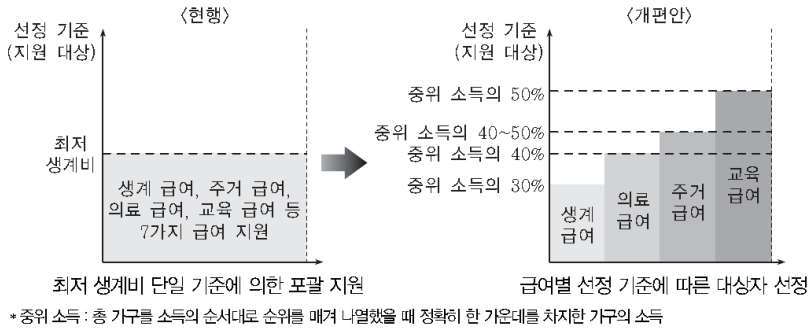 〈현행〉
선정 기준
(지원 대상)
최저
생계비
생계 급여, 주거 급여,
의료 급여, 교육 급여 등
7가지 급여 지원
최저 생계비 단일 기준에 의한 포괄 지원
〈개편안〉
선정 기준
(지원 대상)
중위 소득의 50%
중위 소득의 40~50%
중위 소득의 40%
중위 소득의 30%
생계
급여
의료
급여
주거
급여
교육
급여
급여별 선정 기준에 따른 대상자 선정
* 중위 소득 : 총 가구를 소득의 순서대로 순위를 매겨 나열했을 때 정확히 한 가운데를 차지한 가구의 소득